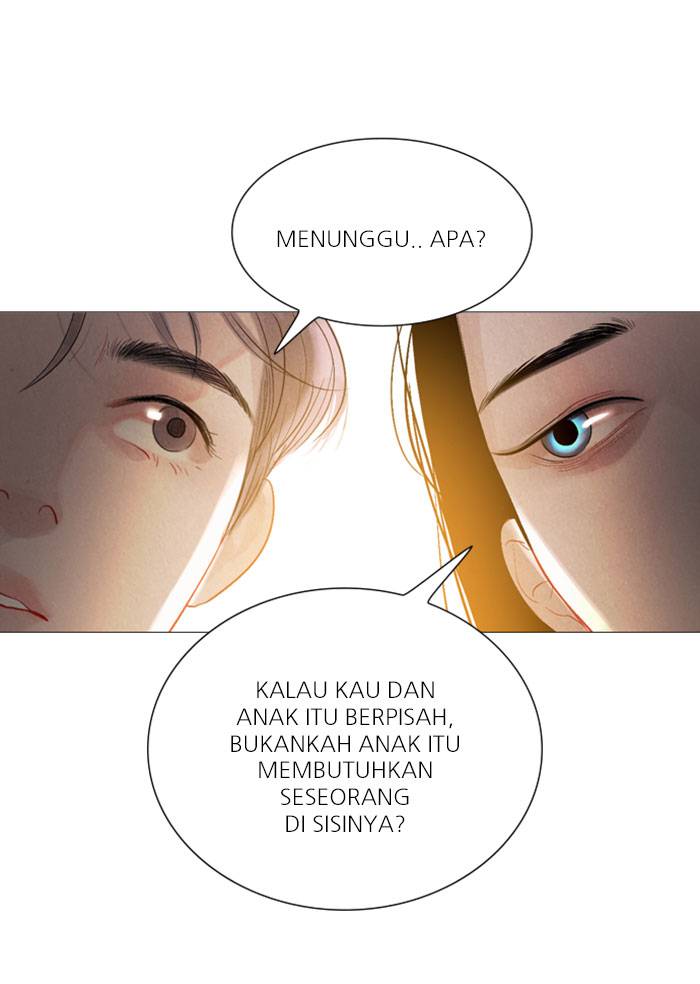 MENUNGGU.. APA?
KALAU KAU DAN
ANAK ITU BERPISAH,
BUKANKAH ANAK ITU
MEMBUTUHKAN
SESEORANG
DI SISINYA?